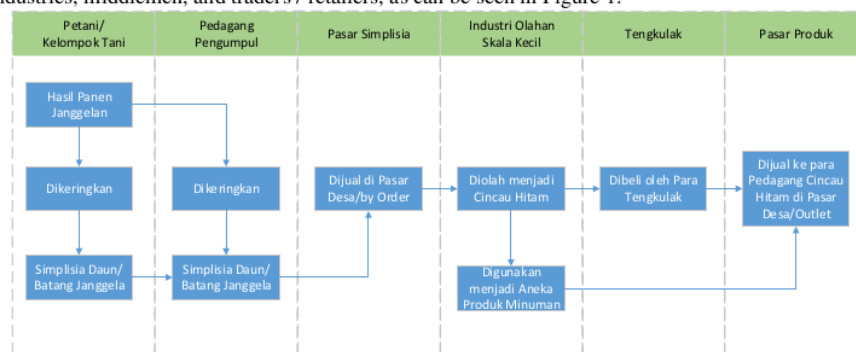 industries, middlemen, and traders / retailers, as can be seen in Figure 1.
Petani/
Kelompok Tani
Pedagang
Pengumpul
Pasar Simplisia
Industri Olahan
Skala Kecil
Tengkulak
Pasar Produk
Hasil Panen
Janggelan
Dikeringkan
Dikeringkan
Dijual di Pasar
Desa/by Order
Diolah menjadi
Cincau Hitam
Dibeli oleh Para
Tengkulak
Dijual ke para
Pedagang Cincau
Hitam di Pasar
Desa/Outlet
Simplisia Daun/
Batang Janggela
Simplisia Daun/
Batang Janggela
Digunakan
menjadi Aneka
Produk Minuman